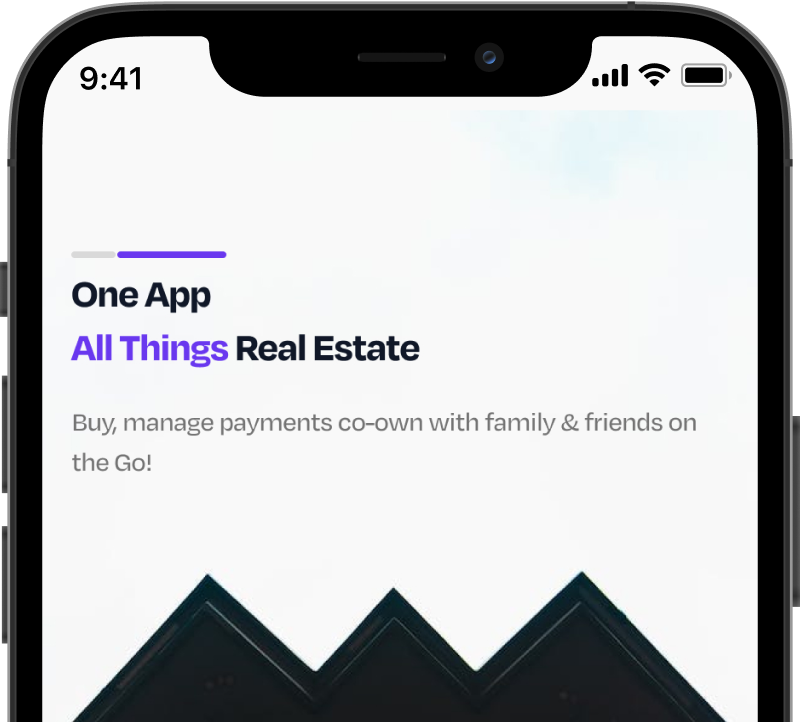 9:41
One App
All Things Real Estate
Buy, manage payments co-own with family & friends on
the Go!